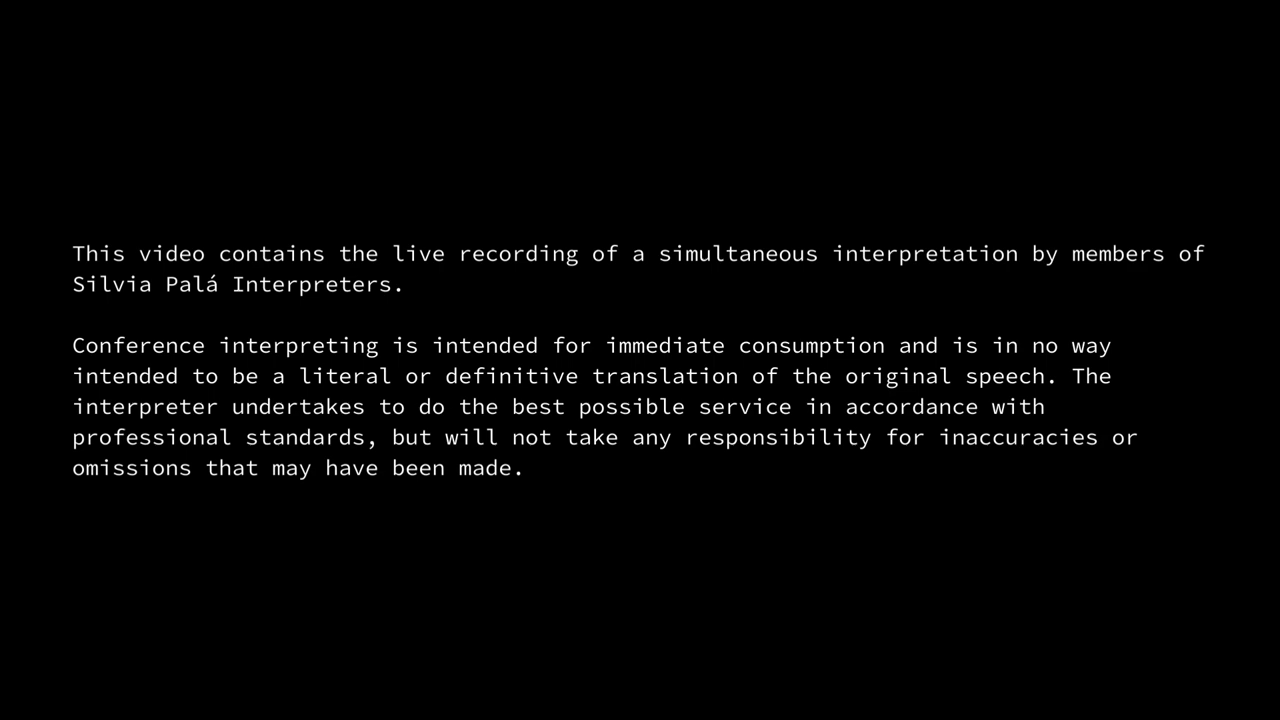 This video contains the live recording of a simultaneous interpretation by members of
Silvia Palá Interpreters.
Conference interpreting is intended for immediate consumption and is in no way
intended to be a literal or definitive translation of the original speech. The
interpreter undertakes to do the best possible service in accordance with
professional standards, but will not take any responsibility for inaccuracies or
omissions that may have been made.